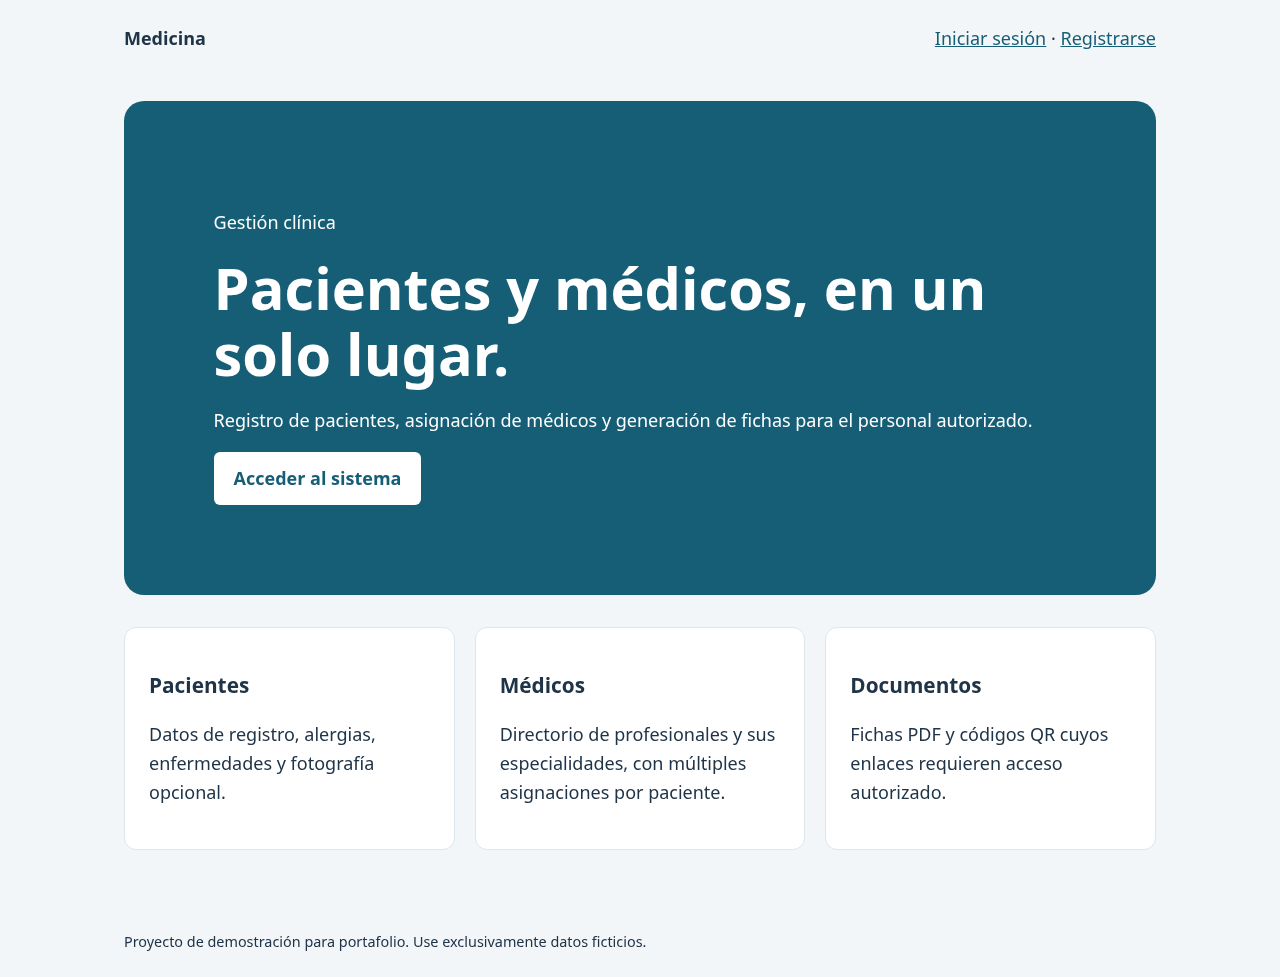 Medicina
Iniciar sesión · Registrarse
Gestión clínica
Pacientes y médicos, en un
solo lugar.
Registro de pacientes, asignación de médicos y generación de fichas para el personal autorizado.
Acceder al sistema
Pacientes
Datos de registro, alergias,
enfermedades y fotografía
opcional.
Médicos
Directorio de profesionales y sus
especialidades, con múltiples
asignaciones por paciente.
Documentos
Fichas PDF y códigos QR cuyos
enlaces requieren acceso
autorizado.
Proyecto de demostración para portafolio. Use exclusivamente datos ficticios.